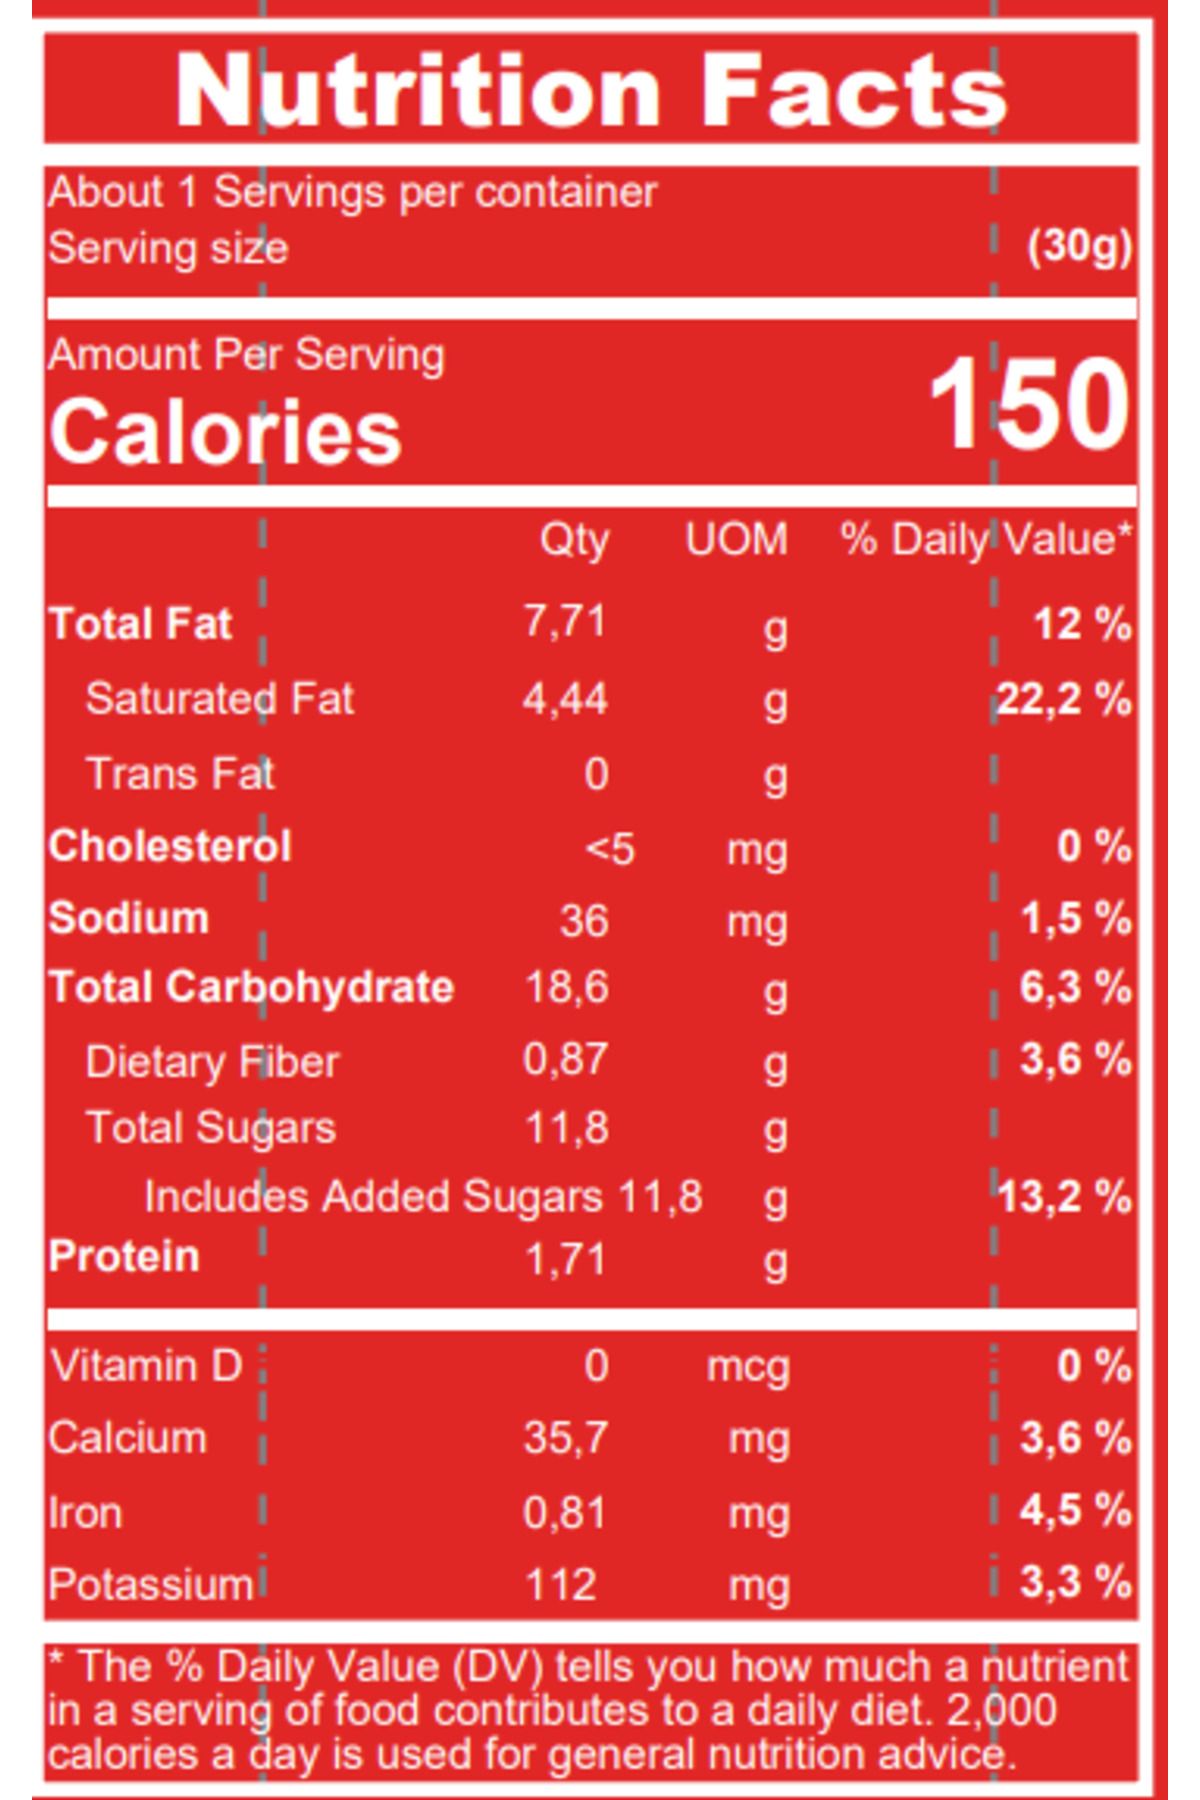 Nutrition Facts
About 1 Servings per container
Serving size (30g)
Amount Per Serving
Calories 150
Qty UOM % Daily Value*
Total Fat 7,71 g 12 %
Saturated Fat 4,44 g 22,2 %
Trans Fat 0 g
Cholesterol <5 mg 0 %
Sodium 36 mg 1,5 %
Total Carbohydrate 18,6 g 6,3 %
Dietary Fiber 0,87 g 3,6 %
Total Sugars 11,8 g
Includes Added Sugars 11,8 g 13,2 %
Protein 1,71 g
Vitamin D 0 mcg 0 %
Calcium 35,7 mg 3,6 %
Iron 0,81 mg 4,5 %
Potassium 112 mg 3,3 %
* The % Daily Value (DV) tells you how much a nutrient
in a serving of food contributes to a daily diet. 2,000
calories a day is used for general nutrition advice.